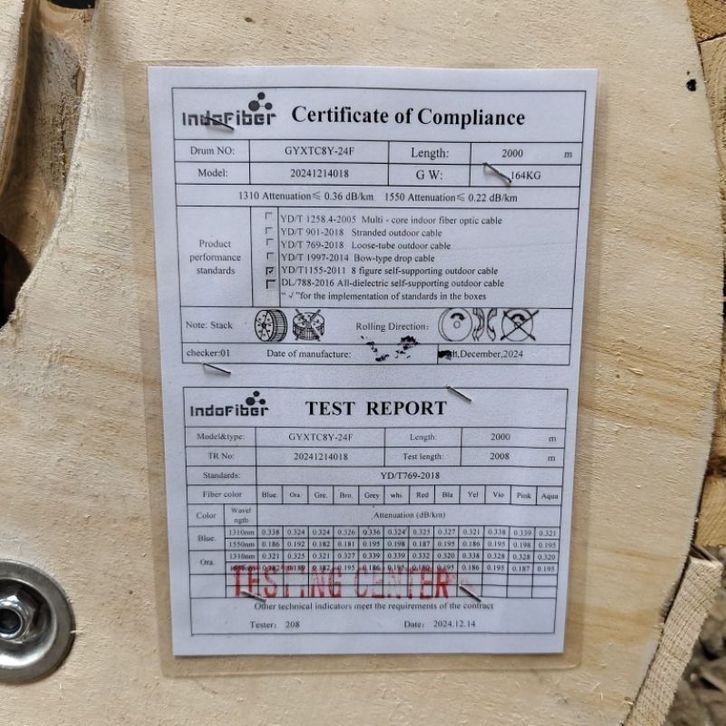 IndoFiber Certificate of Compliance
Drum NO: GYXTC8Y-24F Length: 2000 m
Model: 20241214018 G W: 164KG
1310 Attenuation≤ 0.36 dB/km 1550 Attenuation≤ 0.22 dB/km
Product performance standards
YD/T 1258.4-2005 Multi - core indoor fiber optic cable
YD/T 901-2018 Stranded outdoor cable
YD/T 769-2018 Loose-tube outdoor cable
YD/T 1997-2014 Bow-type drop cable
YD/T1155-2011 8 figure self-supporting outdoor cable
DL/788-2016 All-dielectric self-supporting outdoor cable
"√"for the implementation of standards in the boxes
Note: Stack Rolling Direction:
checker:01 Date of manufacture: December,2024
IndoFiber TEST REPORT
Model&type: GYXTC8Y-24F Length: 2000 m
TR No: 20241214018 Test length: 2008 m
Standards: YD/T769-2018
Fiber color Blue. Ora. Gre. Bro. Grey whi. Red Bla Yel Vio Pink Aqua
Color Wavel ngth Attenuation (dB/km)
Blue. 1310nm 0.338 0.324 0.324 0.326 0.336 0.324 0.325 0.327 0.321 0.338 0.339 0.321
1550nm 0.186 0.192 0.182 0.181 0.195 0.198 0.187 0.195 0.186 0.195 0.198 0.195
Ora. 1310nm 0.321 0.325 0.321 0.327 0.339 0.339 0.332 0.320 0.338 0.328 0.328 0.320
0.186 0.195 0.187 0.195
TESTING CENTER
Other technical indicators meet the requirements of the contract
Tester: 208 Date: 2024.12.14